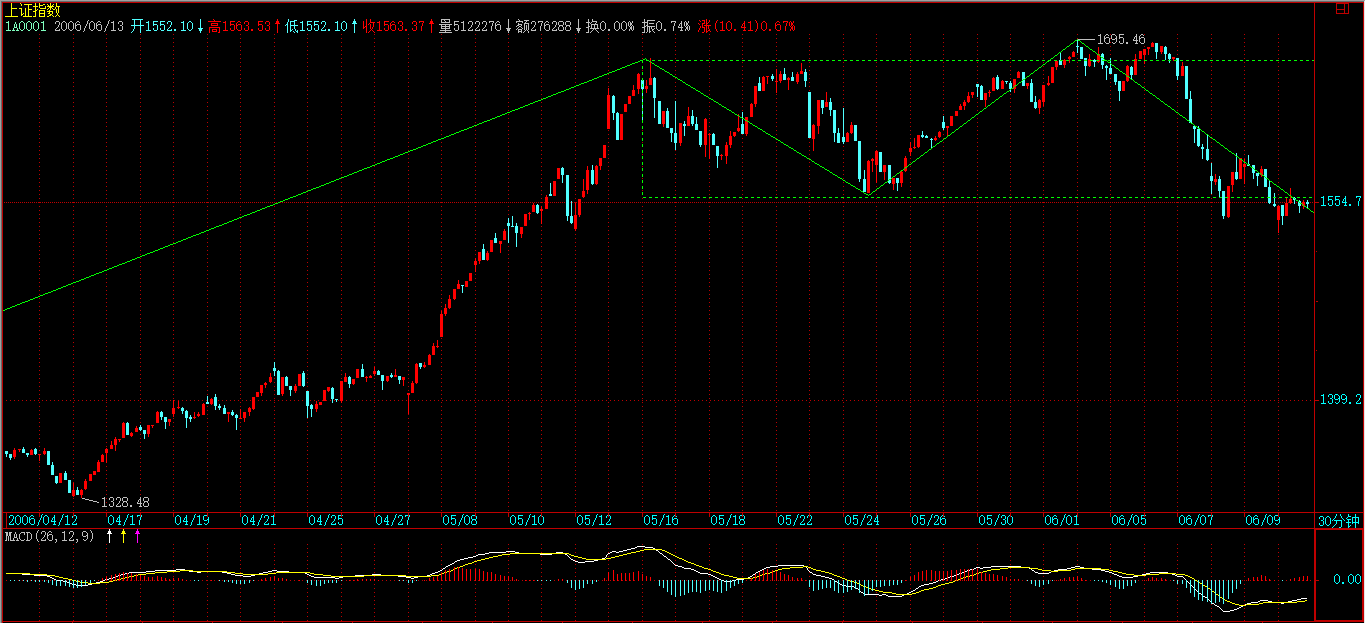 上证指数
1A0001 2006/06/13 开1552.10↓高1563.53↑低1552.10↑收1563.37↑量5122276↓额276288↓换0.00% 振0.74% 涨(10.41)0.67%
1695.46
1554.7
1399.2
1328.48
2006/04/12 04/17 04/19 04/21 04/25 04/27 05/08 05/10 05/12 05/16 05/18 05/22 05/24 05/26 05/30 06/01 06/05 06/07 06/09 30分钟
MACD(26,12,9) ↑ ↑ ↑
0.00